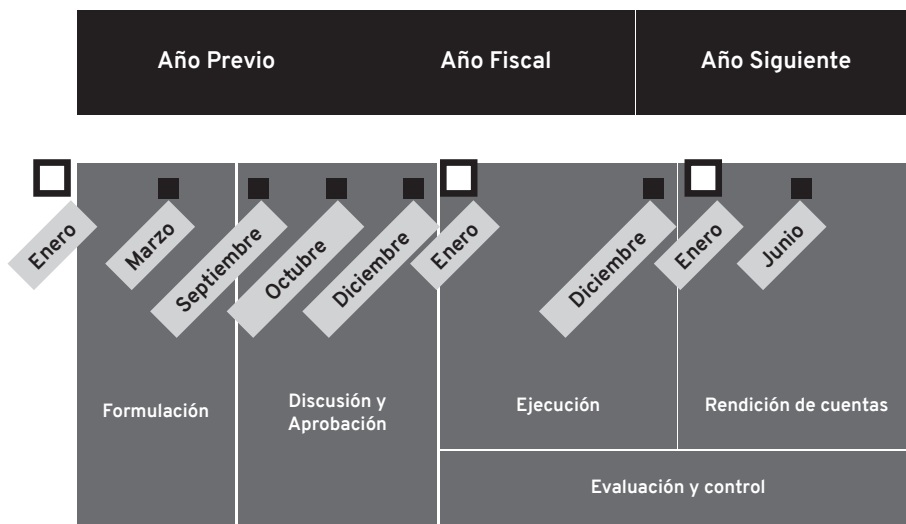 Año Previo
Año Fiscal
Año Siguiente
Enero
Marzo
Septiembre
Octubre
Diciembre
Enero
Diciembre
Enero
Junio
Formulación
Discusión y
Aprobación
Ejecución
Rendición de cuentas
Evaluación y control